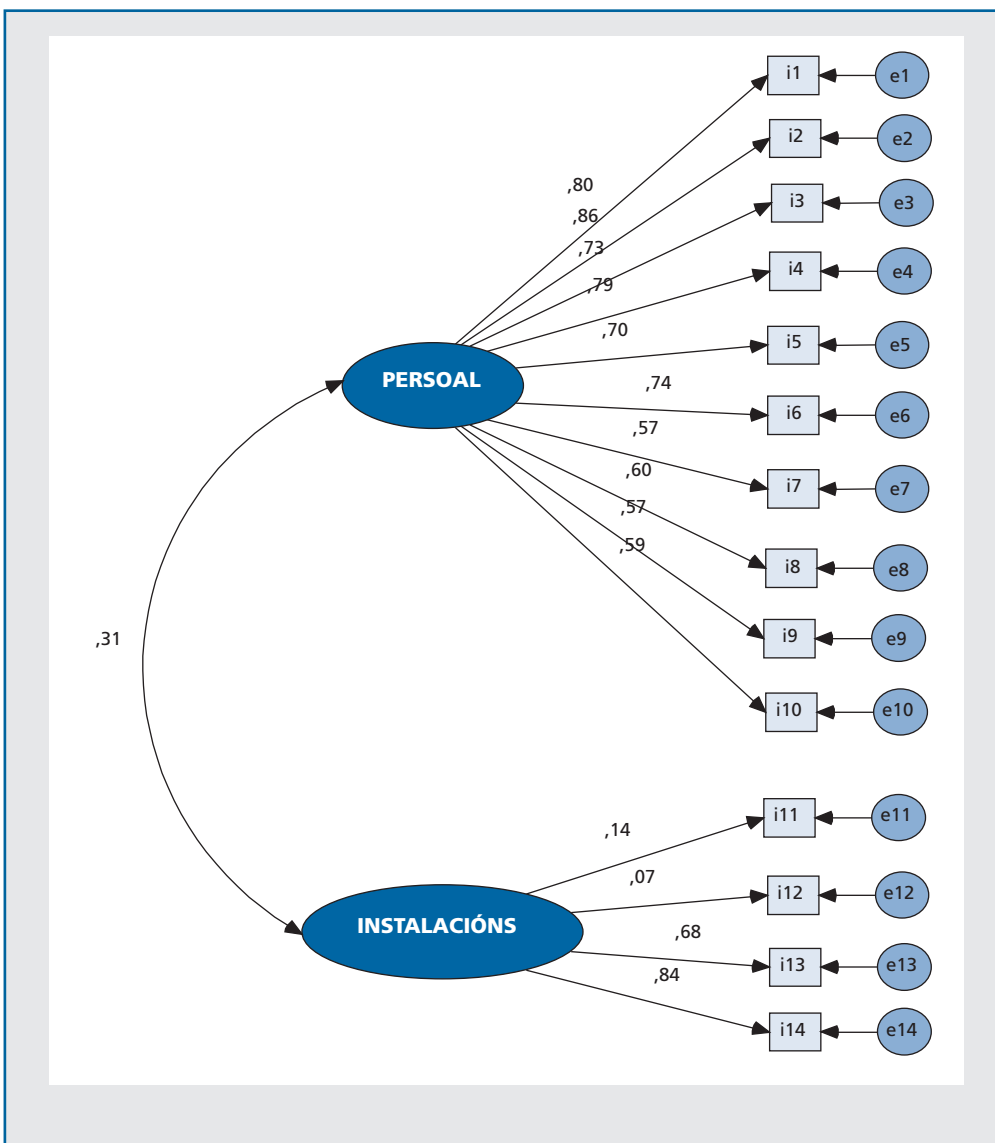 i1 e1
i2 e2
,80
i3 e3
,86
,73
i4 e4
,79
,70
i5 e5
PERSOAL
,74
i6 e6
,57
,60
i7 e7
,57
,59
i8 e8
,31
i9 e9
i10 e10
i11 e11
,14
,07
i12 e12
INSTALACIÓNS
,68
i13 e13
,84
i14 e14